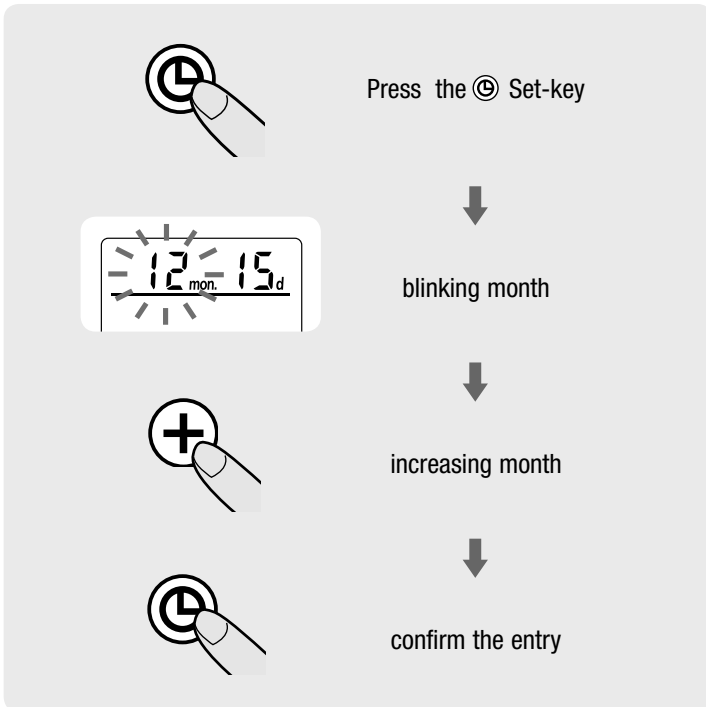 Press the Set-key
12 mon. 15 d
blinking month
increasing month
confirm the entry